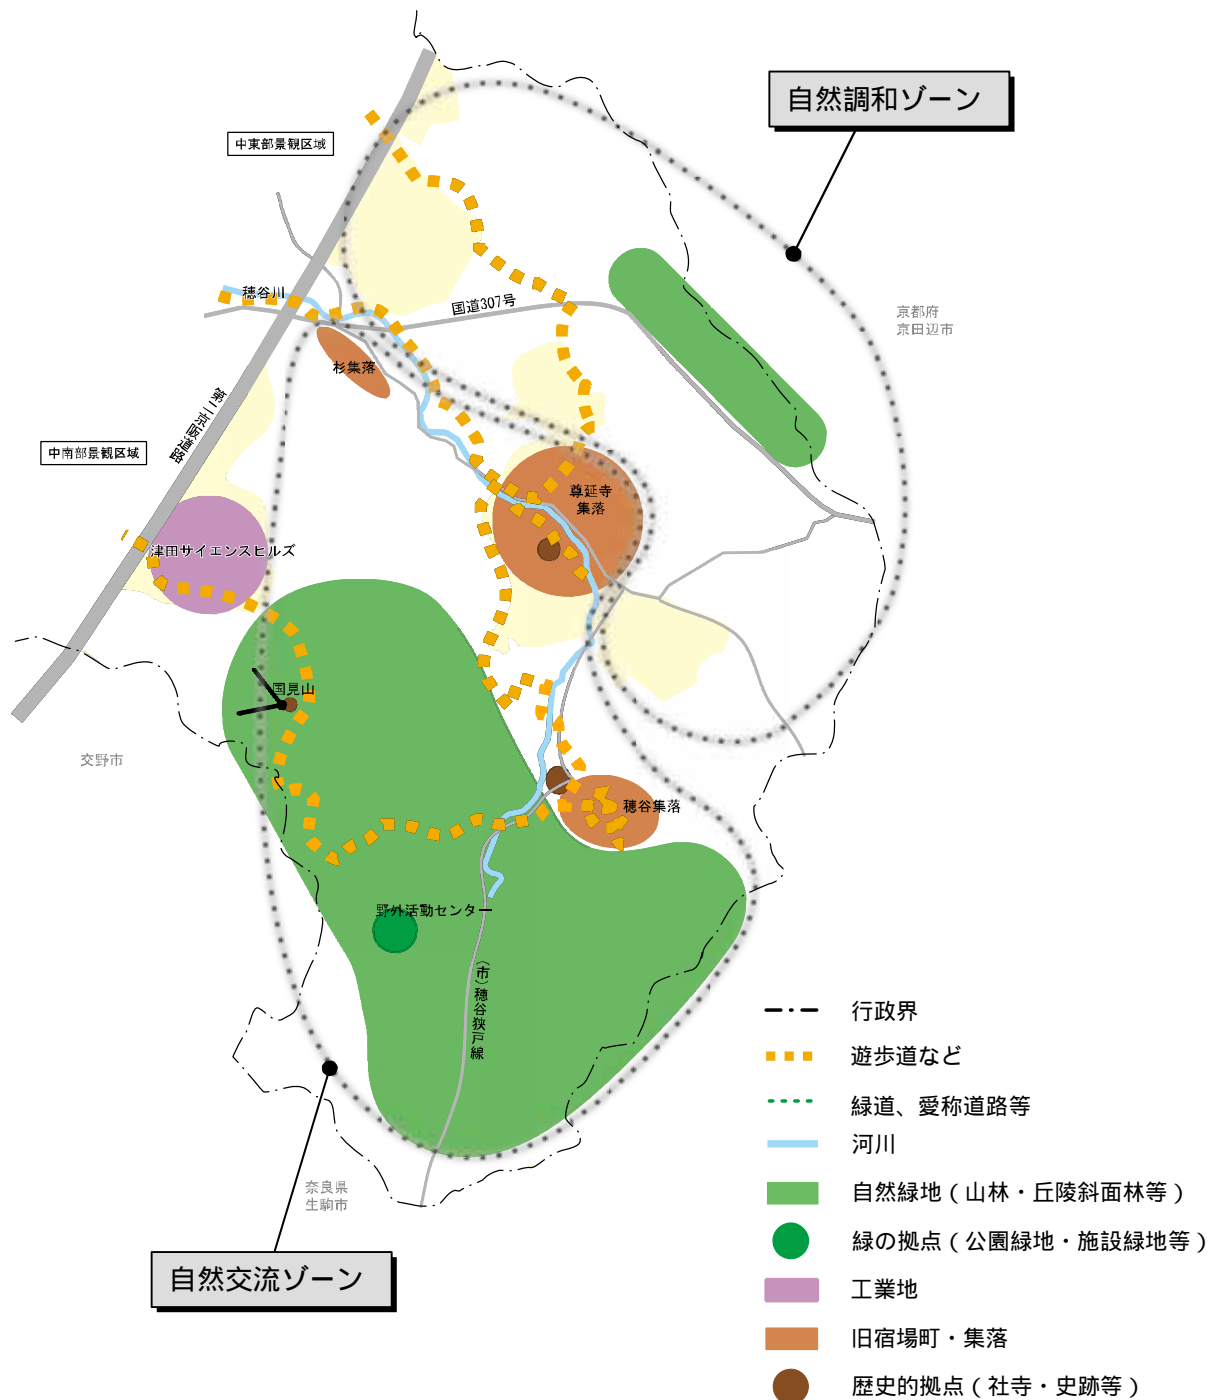 自然調和ゾーン
中東部景観区域
穂谷川
国道307号
京都府
京田辺市
杉集落
第二京阪道路
中南部景観区域
尊延寺
集落
津田サイエンスヒルズ
国見山
交野市
穂谷集落
野外活動センター
(市)穂谷狭戸線
奈良県
生駒市
自然交流ゾーン
行政界
遊歩道など
緑道、愛称道路等
河川
自然緑地（山林・丘陵斜面林等）
緑の拠点（公園緑地・施設緑地等）
工業地
旧宿場町・集落
歴史的拠点（社寺・史跡等）